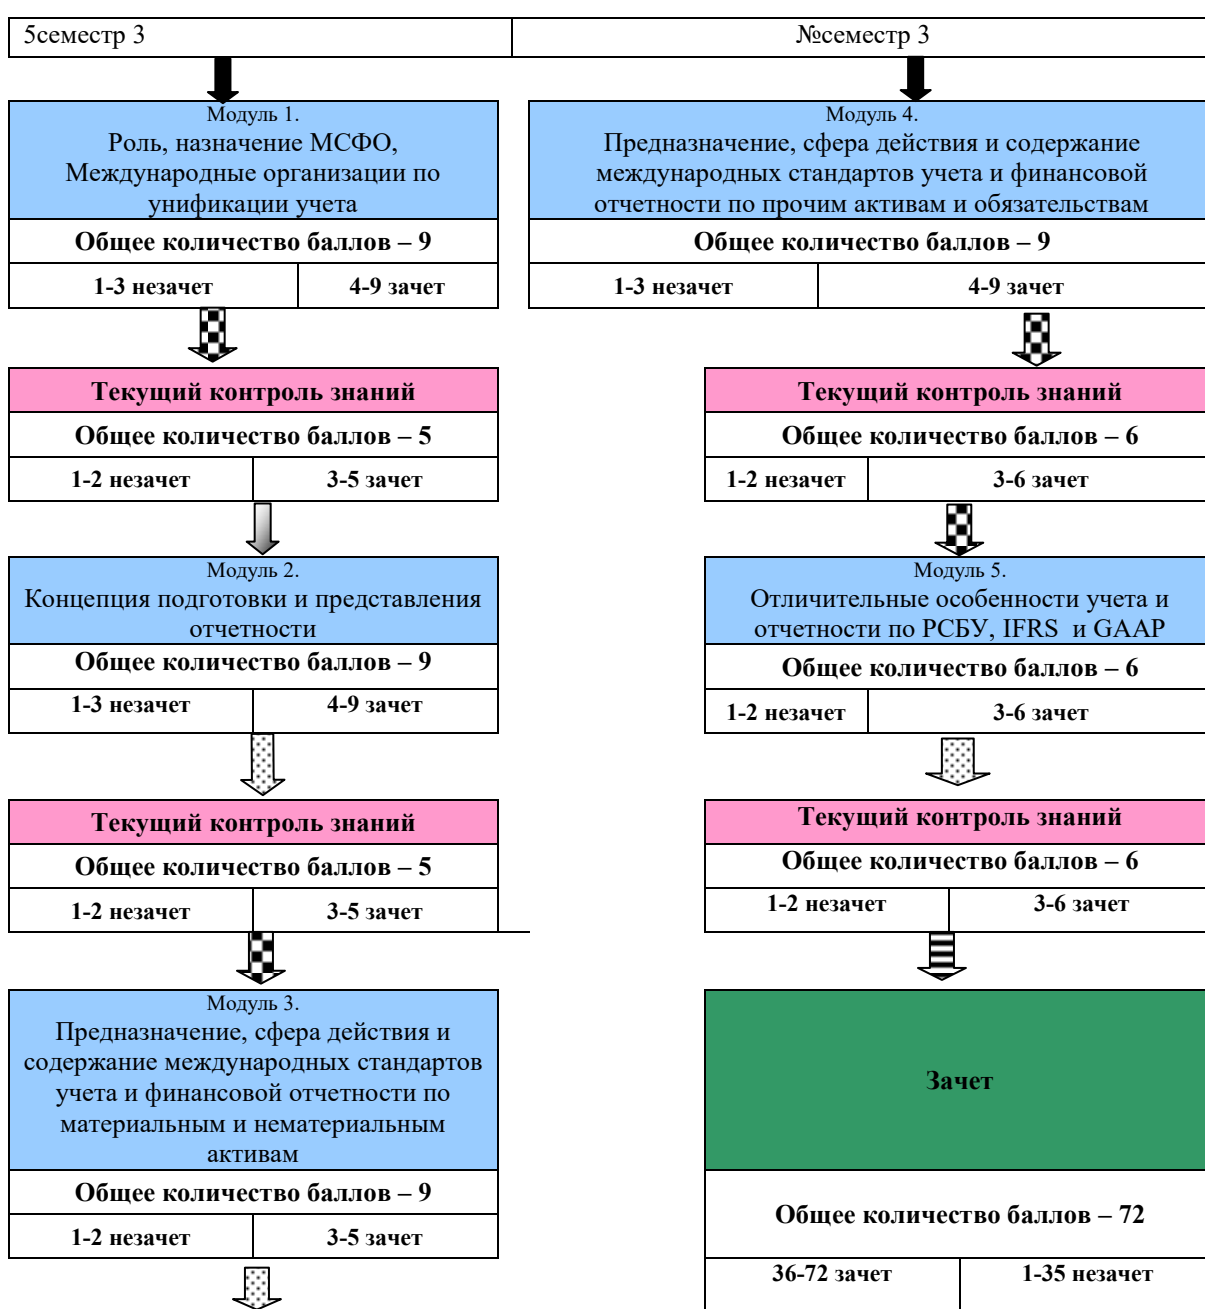 5семестр 3
№семестр 3
Модуль 1.
Роль, назначение МСФО,
Международные организации по
унификации учета
Общее количество баллов – 9
1-3 незачет
4-9 зачет
Текущий контроль знаний
Общее количество баллов – 5
1-2 незачет
3-5 зачет
Модуль 2.
Концепция подготовки и представления
отчетности
Общее количество баллов – 9
1-3 незачет
4-9 зачет
Текущий контроль знаний
Общее количество баллов – 5
1-2 незачет
3-5 зачет
Модуль 3.
Предназначение, сфера действия и
содержание международных стандартов
учета и финансовой отчетности по
материальным и нематериальным
активам
Общее количество баллов – 9
1-2 незачет
3-5 зачет
Модуль 4.
Предназначение, сфера действия и содержание
международных стандартов учета и финансовой
отчетности по прочим активам и обязательствам
Общее количество баллов – 9
1-3 незачет
4-9 зачет
Текущий контроль знаний
Общее количество баллов – 6
1-2 незачет
3-6 зачет
Модуль 5.
Отличительные особенности учета и
отчетности по РСБУ, IFRS и GAAP
Общее количество баллов – 6
1-2 незачет
3-6 зачет
Текущий контроль знаний
Общее количество баллов – 6
1-2 незачет
3-6 зачет
Зачет
Общее количество баллов – 72
36-72 зачет
1-35 незачет